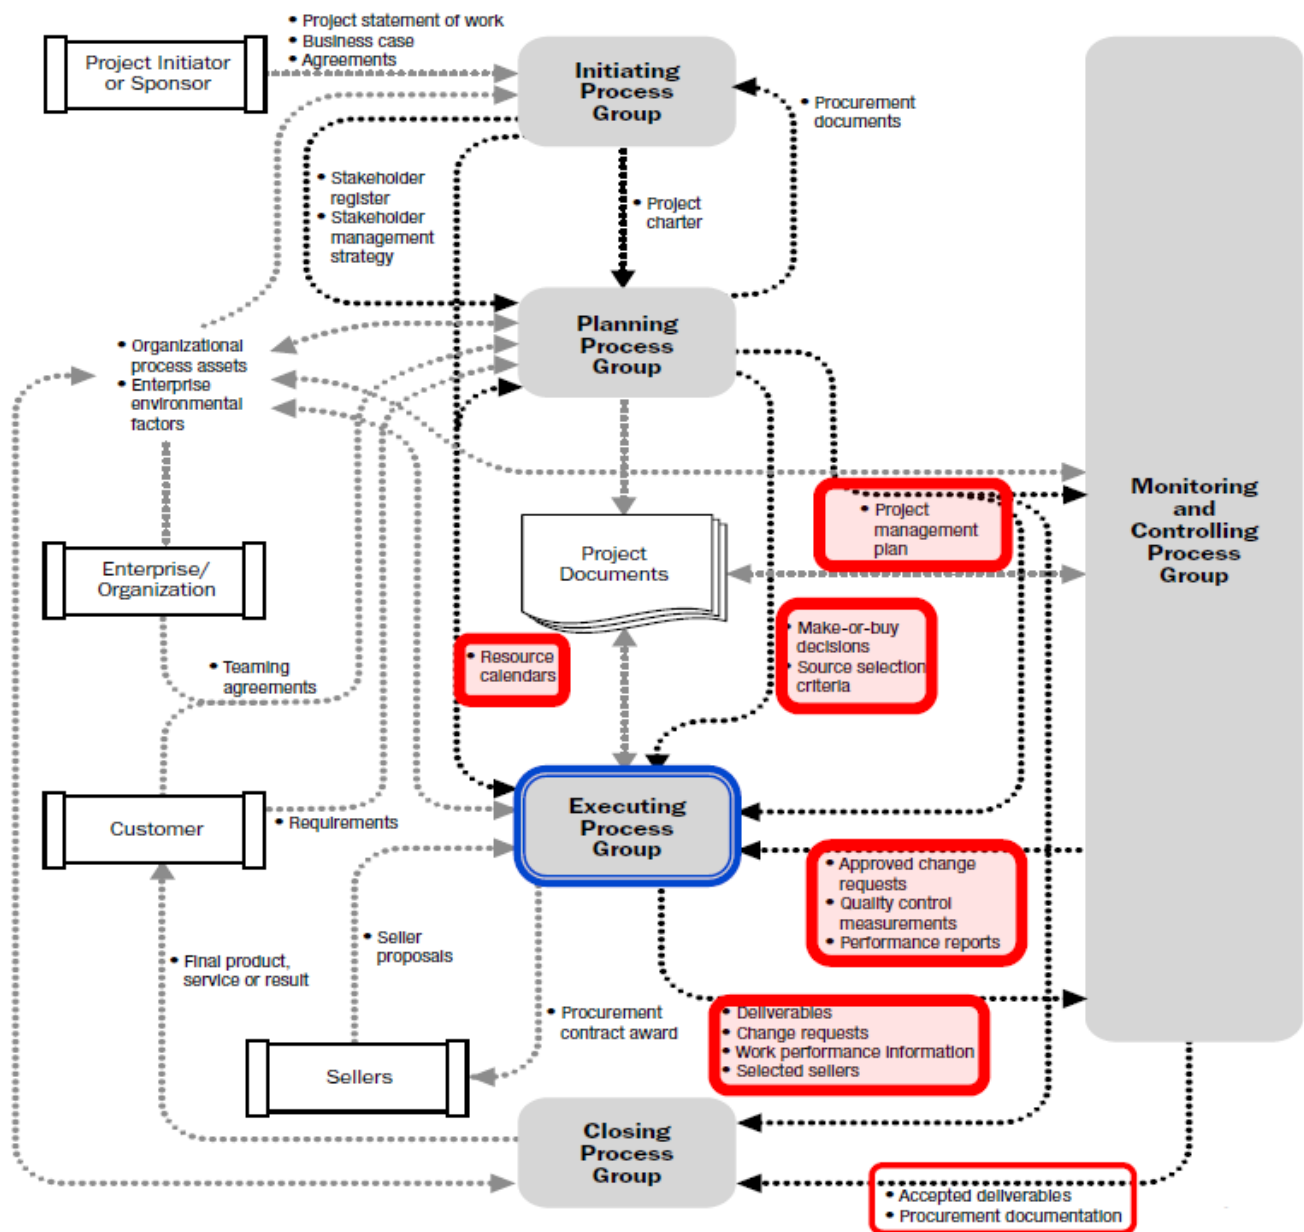 • Project statement of work
• Business case
• Agreements
Project Initiator
or Sponsor
Initiating
Process
Group
• Procurement
documents
• Stakeholder
register
• Stakeholder
management
strategy
• Project
charter
Planning
Process
Group
• Organizational
process assets
• Enterprise
environmental
factors
Monitoring
and
Controlling
Process
Group
• Project
management
plan
Enterprise/
Organization
Project
Documents
• Make-or-buy
decisions
• Source selection
criteria
• Resource
calendars
• Teaming
agreements
Customer
• Requirements
Executing
Process
Group
• Approved change
requests
• Quality control
measurements
• Performance reports
• Seller
proposals
• Final product,
service or result
• Procurement
contract award
• Deliverables
• Change requests
• Work performance information
• Selected sellers
Sellers
Closing
Process
Group
• Accepted deliverables
• Procurement documentation